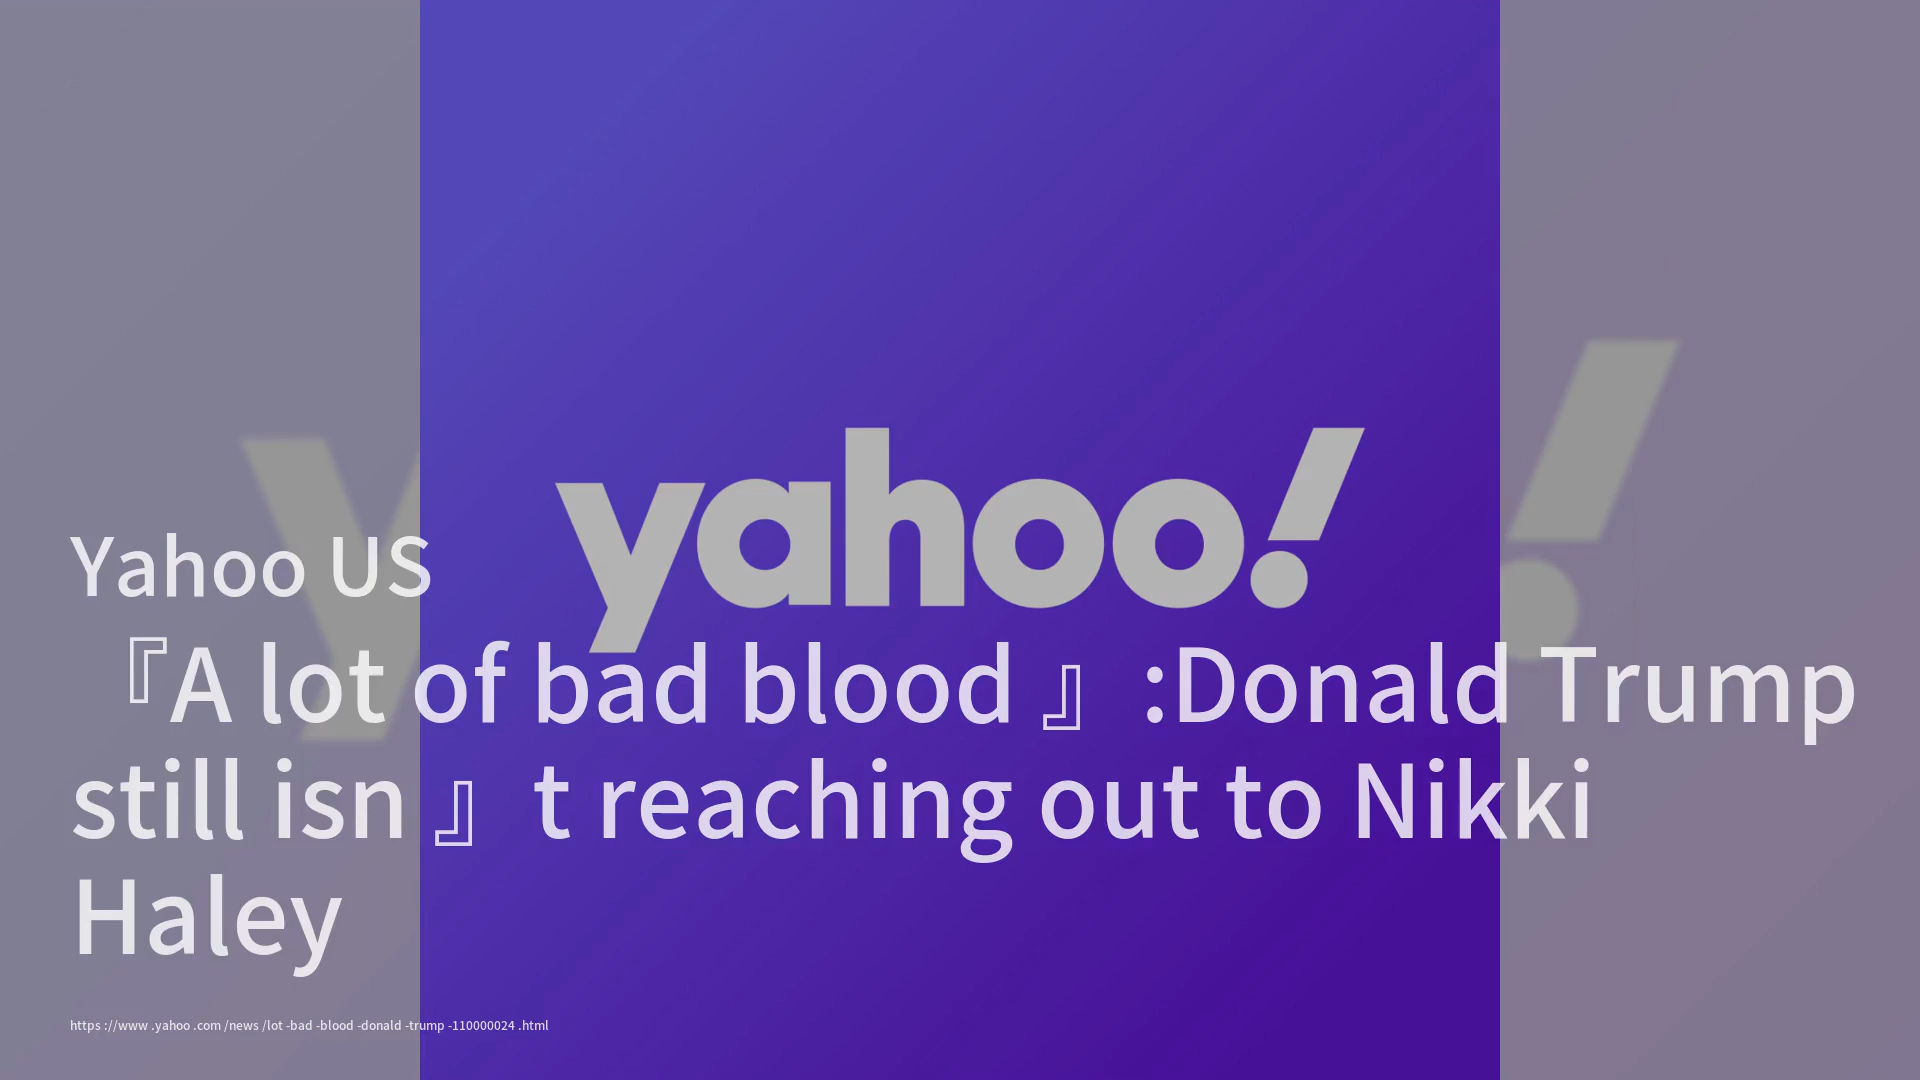 yahoo!
Yahoo US
『A lot of bad blood 』:Donald Trump
still isn 』t reaching out to Nikki
Haley
https ://www .yahoo .com /news /lot -bad -blood -donald -trump -110000024 .html